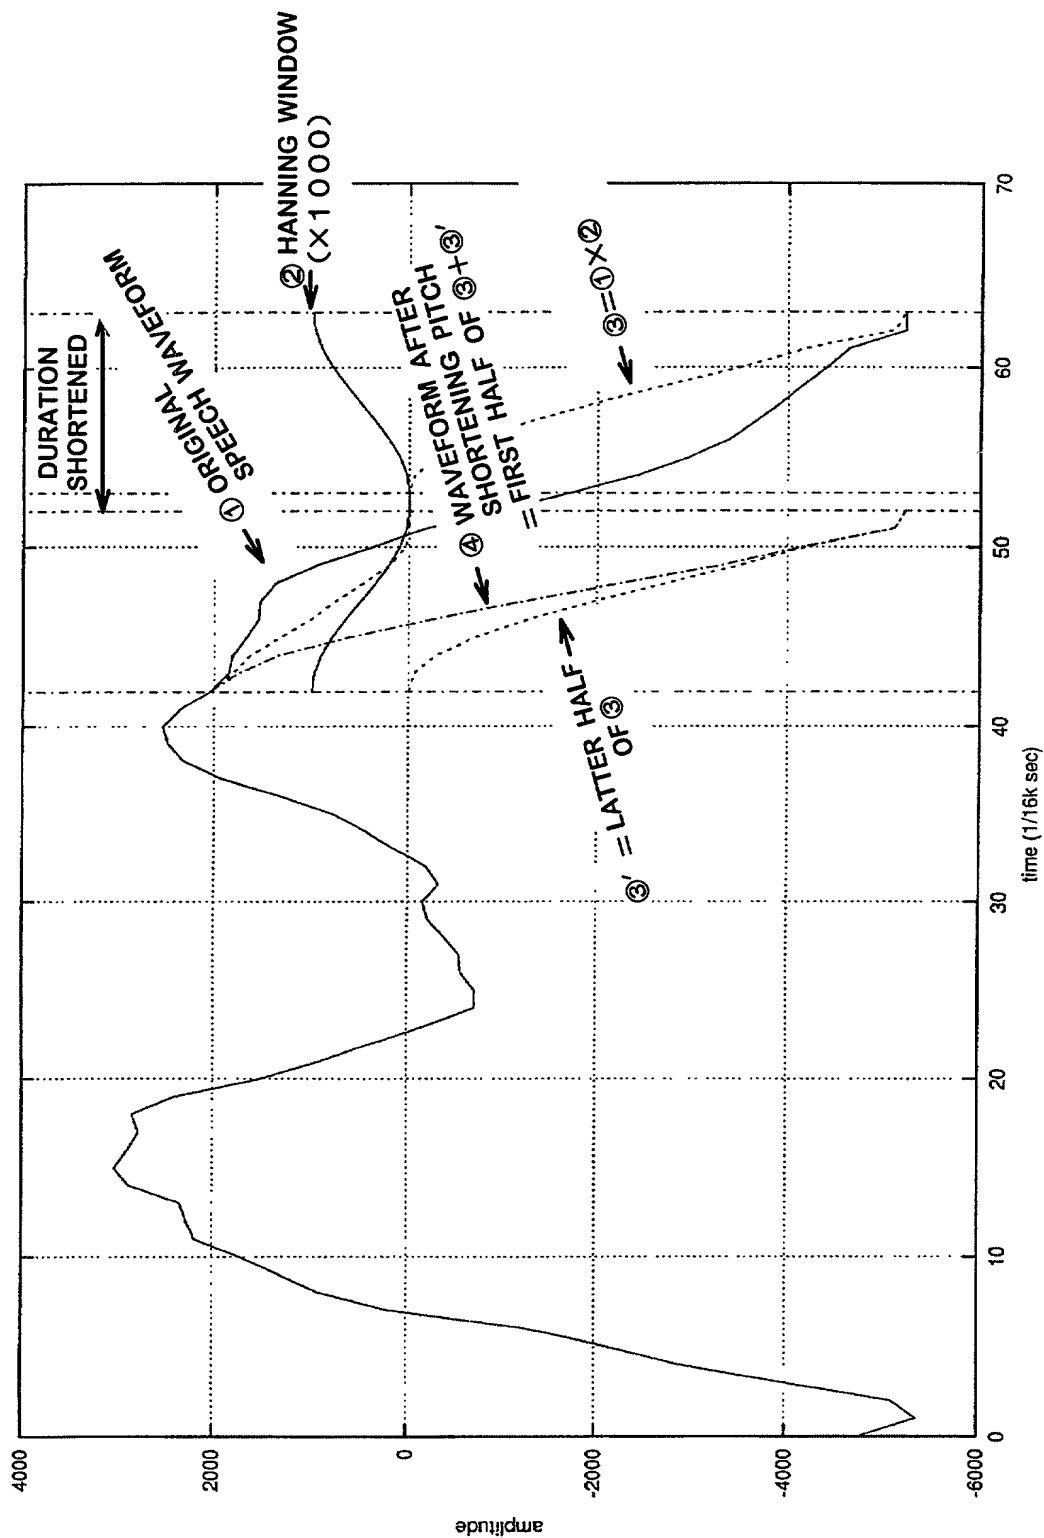 DURATION
SHORTENED
① ORIGINAL
SPEECH WAVEFORM
② HANNING WINDOW
(×1000)
④ WAVEFORM AFTER
SHORTENING PITCH
=FIRST HALF OF ③+③′
③=①×②
③′ =LATTER HALF
OF ③
4000
2000
0
-2000
-4000
-6000
amplitude
0
10
20
30
40
50
60
70
time (1/16k sec)